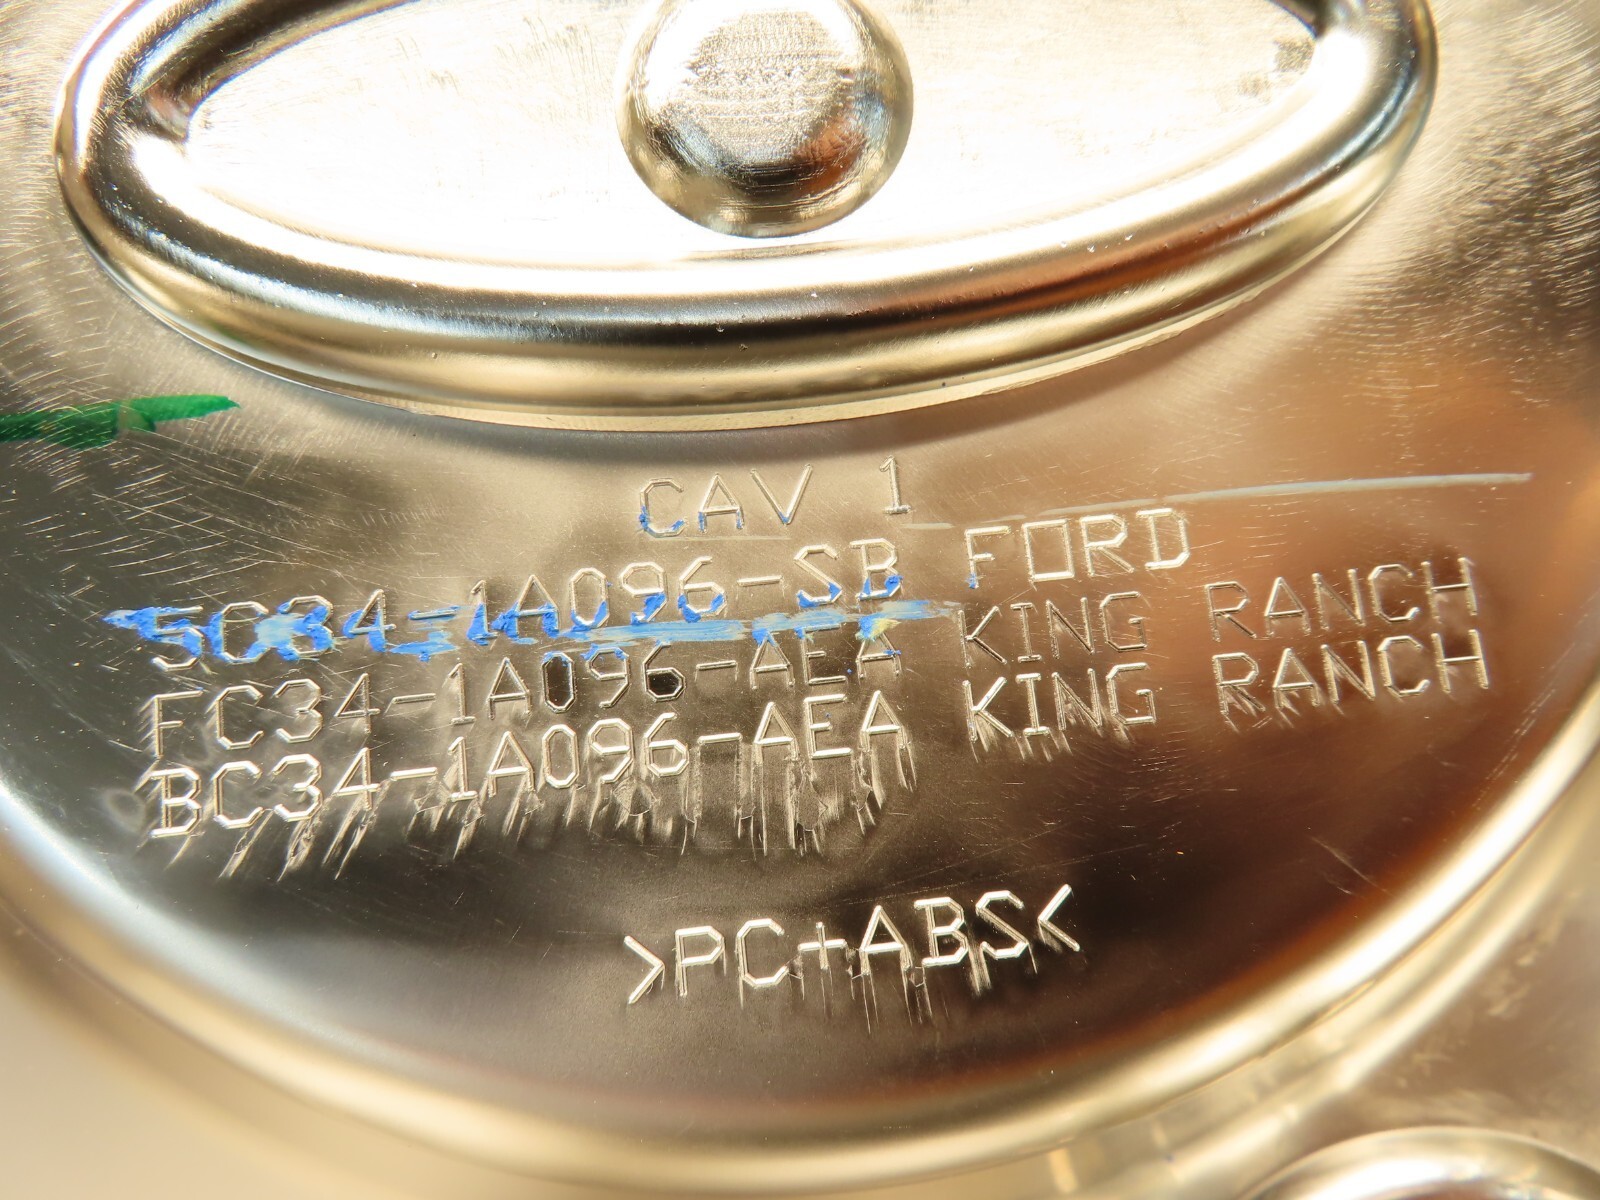 CAV 1
5C34-1A096-SB FORD
FC34-1A096-AEA KING RANCH
BC34-1A096-AEA KING RANCH
>PC+ABS<